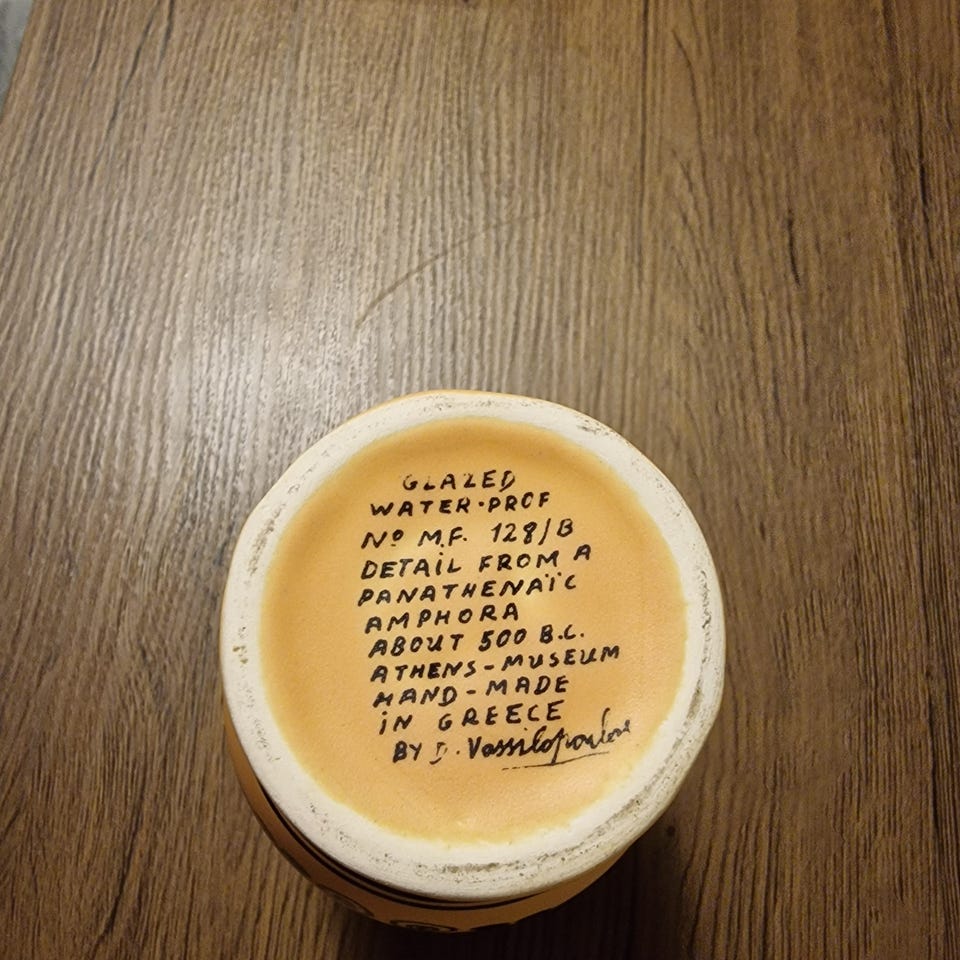 GLAZED
WATER-PROF
Nº M.F. 128/B
DETAiL FROM A
PANATHENAÏC
AMPHORA
ABOUT 500 B.C.
ATHENS-MUSEUM
HAND-MADE
iN GREECE
BY D. Vassilopoulos